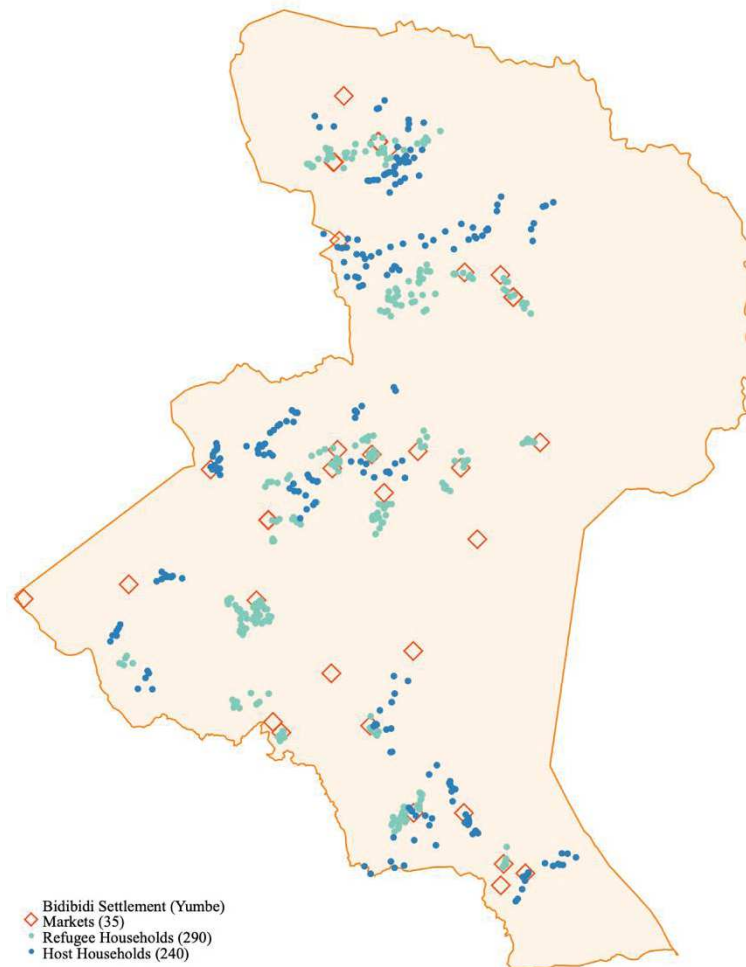 Bidibidi Settlement (Yumbe)
Markets (35)
Refugee Households (290)
Host Households (240)